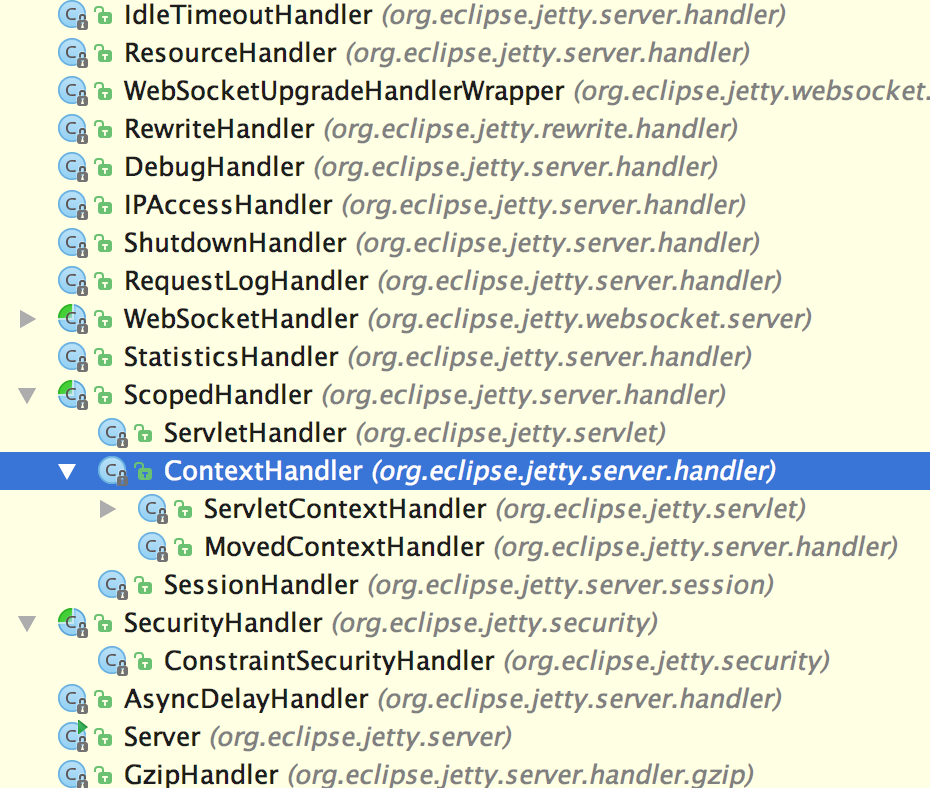 IdleTimeoutHandler (org.eclipse.jetty.server.handler)
ResourceHandler (org.eclipse.jetty.server.handler)
WebSocketUpgradeHandlerWrapper (org.eclipse.jetty.websocket.
RewriteHandler (org.eclipse.jetty.rewrite.handler)
DebugHandler (org.eclipse.jetty.server.handler)
IPAccessHandler (org.eclipse.jetty.server.handler)
ShutdownHandler (org.eclipse.jetty.server.handler)
RequestLogHandler (org.eclipse.jetty.server.handler)
WebSocketHandler (org.eclipse.jetty.websocket.server)
StatisticsHandler (org.eclipse.jetty.server.handler)
ScopedHandler (org.eclipse.jetty.server.handler)
ServletHandler (org.eclipse.jetty.servlet)
ContextHandler (org.eclipse.jetty.server.handler)
ServletContextHandler (org.eclipse.jetty.servlet)
MovedContextHandler (org.eclipse.jetty.server.handler)
SessionHandler (org.eclipse.jetty.server.session)
SecurityHandler (org.eclipse.jetty.security)
ConstraintSecurityHandler (org.eclipse.jetty.security)
AsyncDelayHandler (org.eclipse.jetty.server.handler)
Server (org.eclipse.jetty.server)
GzipHandler (org.eclipse.jetty.server.handler.gzip)